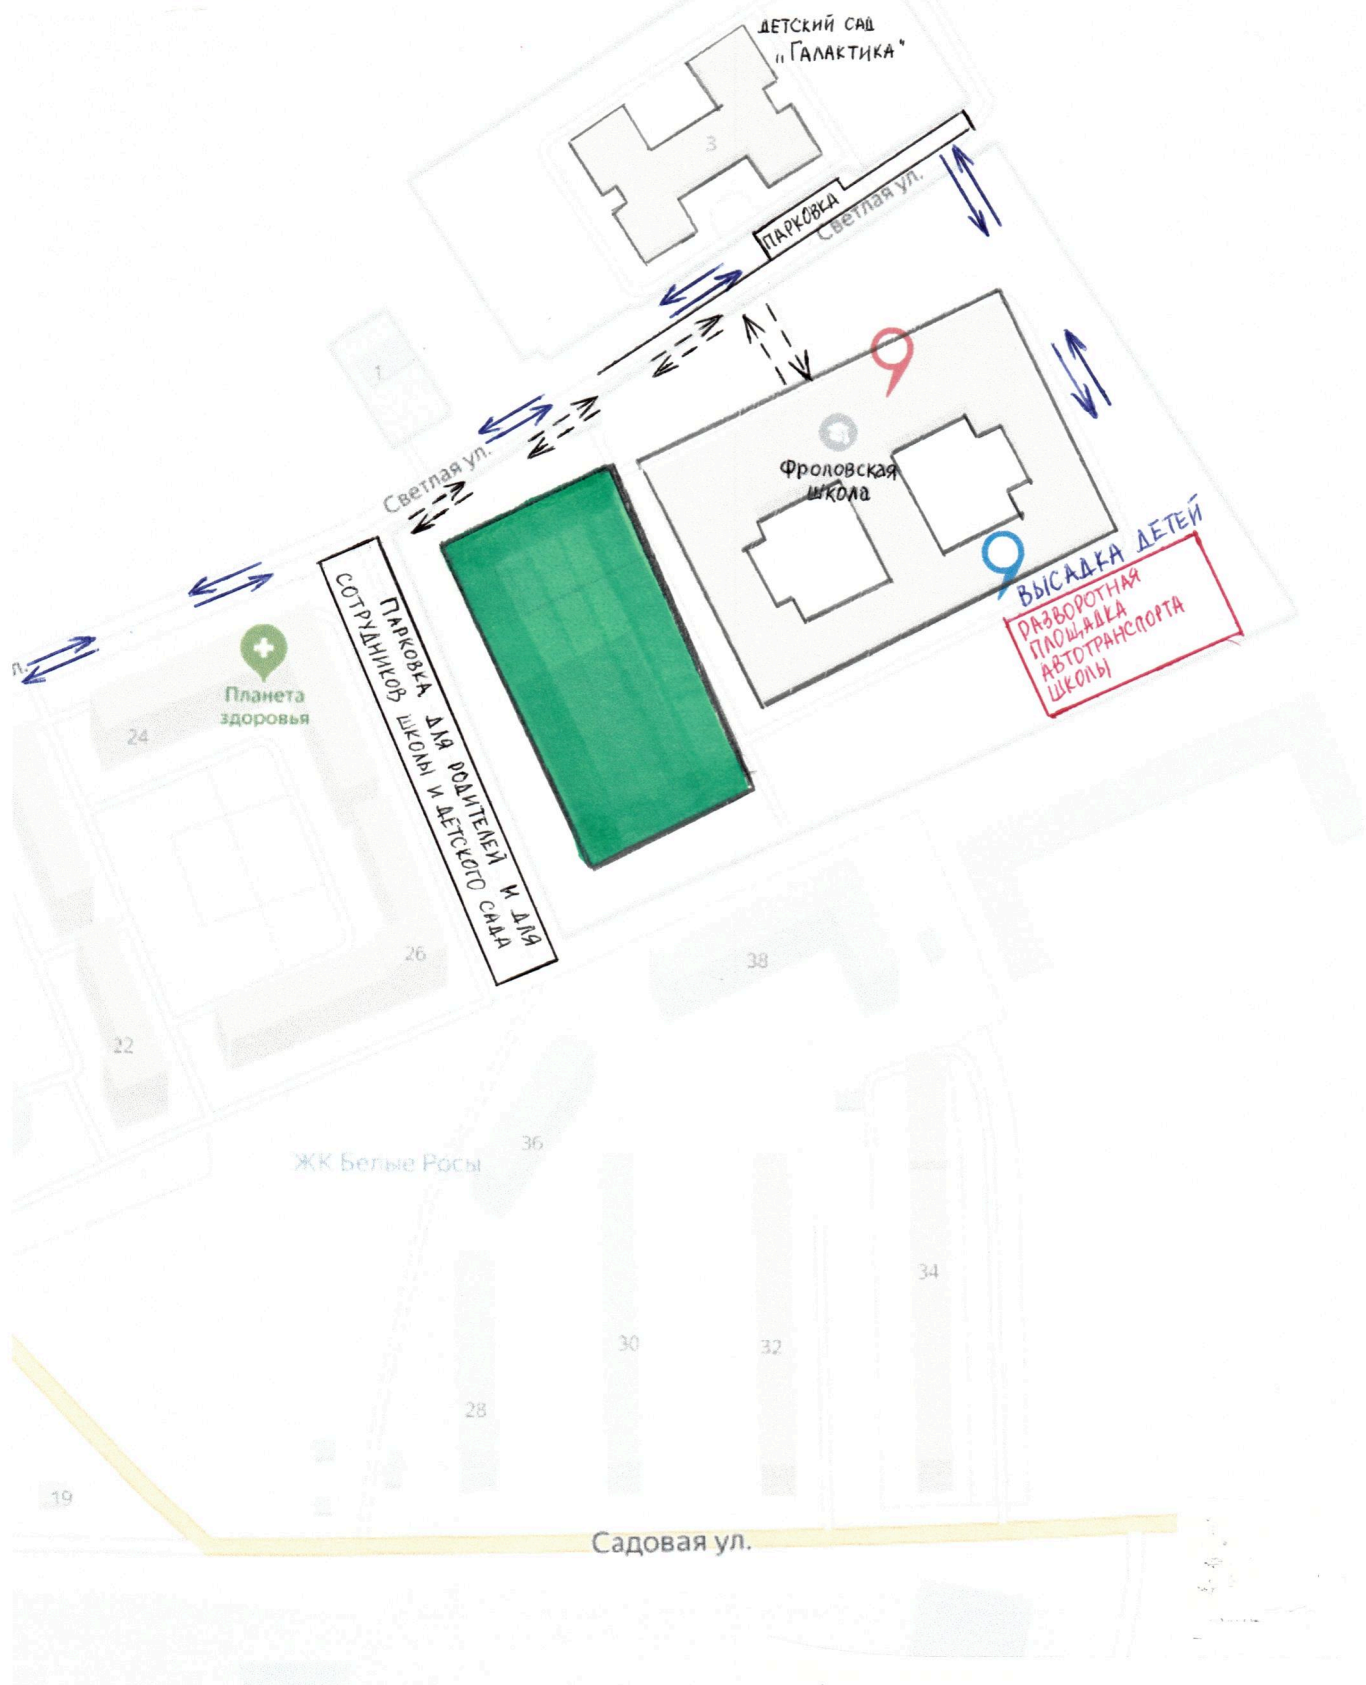 ДЕТСКИЙ САД
„ГАЛАКТИКА"
3
ПАРКОВКА
Светлая ул.
1
Светлая ул.
Фроловская
школа
ВЫСАДКА ДЕТЕЙ
РАЗВОРОТНАЯ
ПЛОЩАДКА
АВТОТРАНСПОРТА
ШКОЛЫ
ПАРКОВКА ДЛЯ РОДИТЕЛЕЙ И ДЛЯ
СОТРУДНИКОВ ШКОЛЫ И ДЕТСКОГО САДА
л.
Планета
здоровья
24
26
38
22
36
ЖК Белые Росы
34
30
32
28
19
Садовая ул.